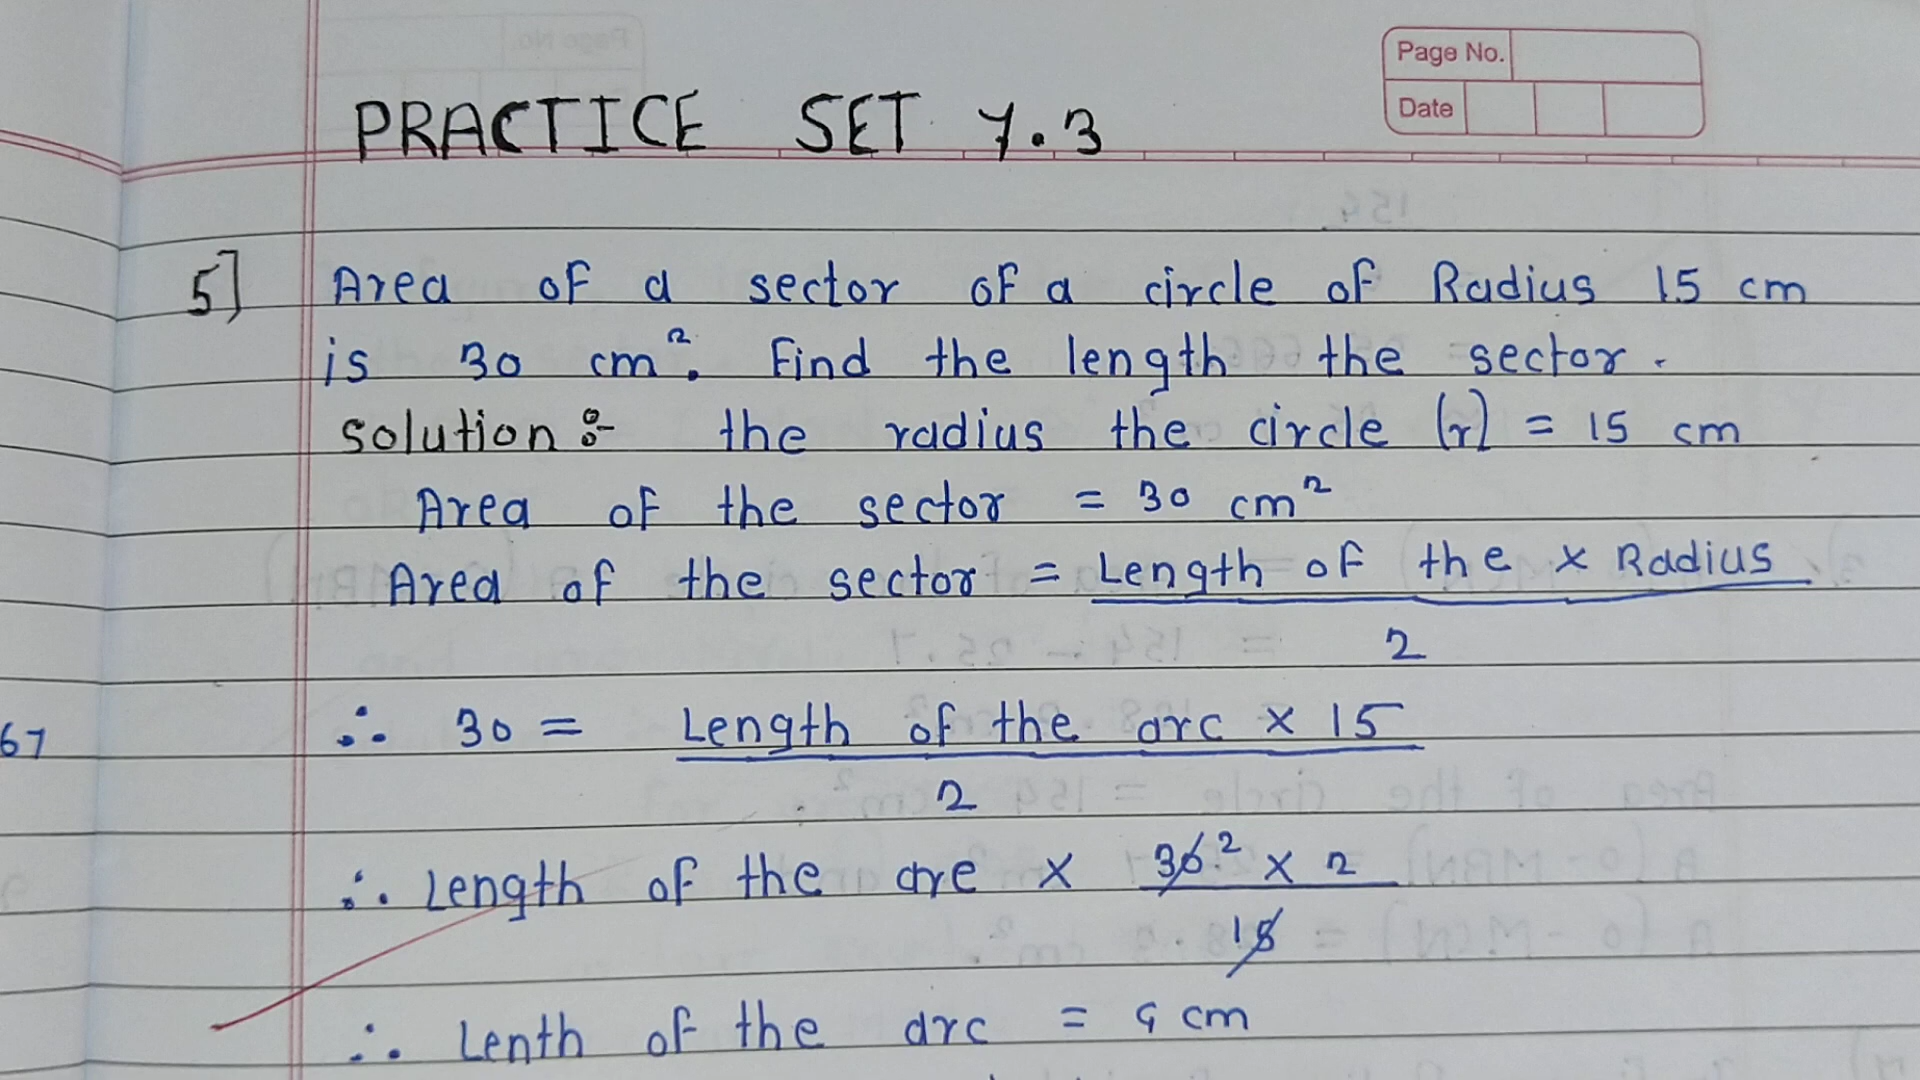 Page No.
Date
PRACTICE SET 7.3
5] Area of a sector of a circle of Radius 15 cm
is 30 cm². Find the length the sector.
solution :- the radius the circle (r) = 15 cm
Area of the sector = 30 cm²
Area of the sector = Length of the x Radius
2
∴ 30 = Length of the arc x 15
2
67
∴ Length of the are x 30² x 2
15
∴ Lenth of the arc = 4 cm